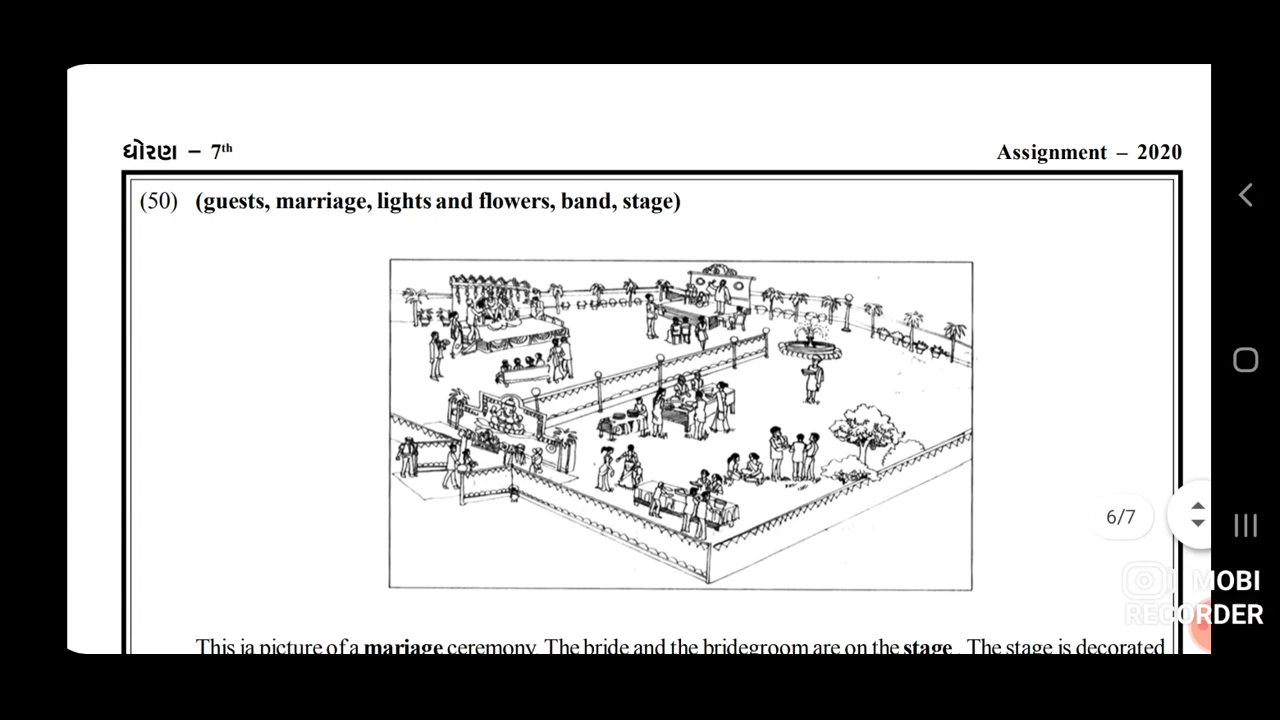 ધોરણ – 7th
Assignment – 2020
(50) (guests, marriage, lights and flowers, band, stage)
6/7
MOBI
RECORDER
This ia picture of a mariage ceremony. The bride and the bridegroom are on the stage . The stage is decorated